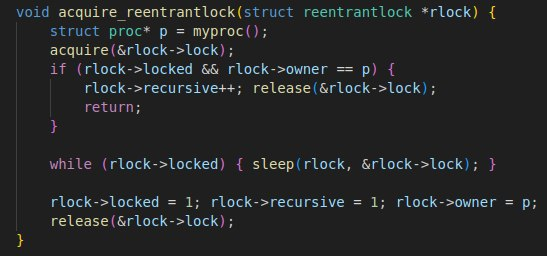 void acquire_reentrantlock(struct reentrantlock *rlock) {
    struct proc* p = myproc();
    acquire(&rlock->lock);
    if (rlock->locked && rlock->owner == p) {
        rlock->recursive++; release(&rlock->lock);
        return;
    }

    while (rlock->locked) { sleep(rlock, &rlock->lock); }

    rlock->locked = 1; rlock->recursive = 1; rlock->owner = p;
    release(&rlock->lock);
}